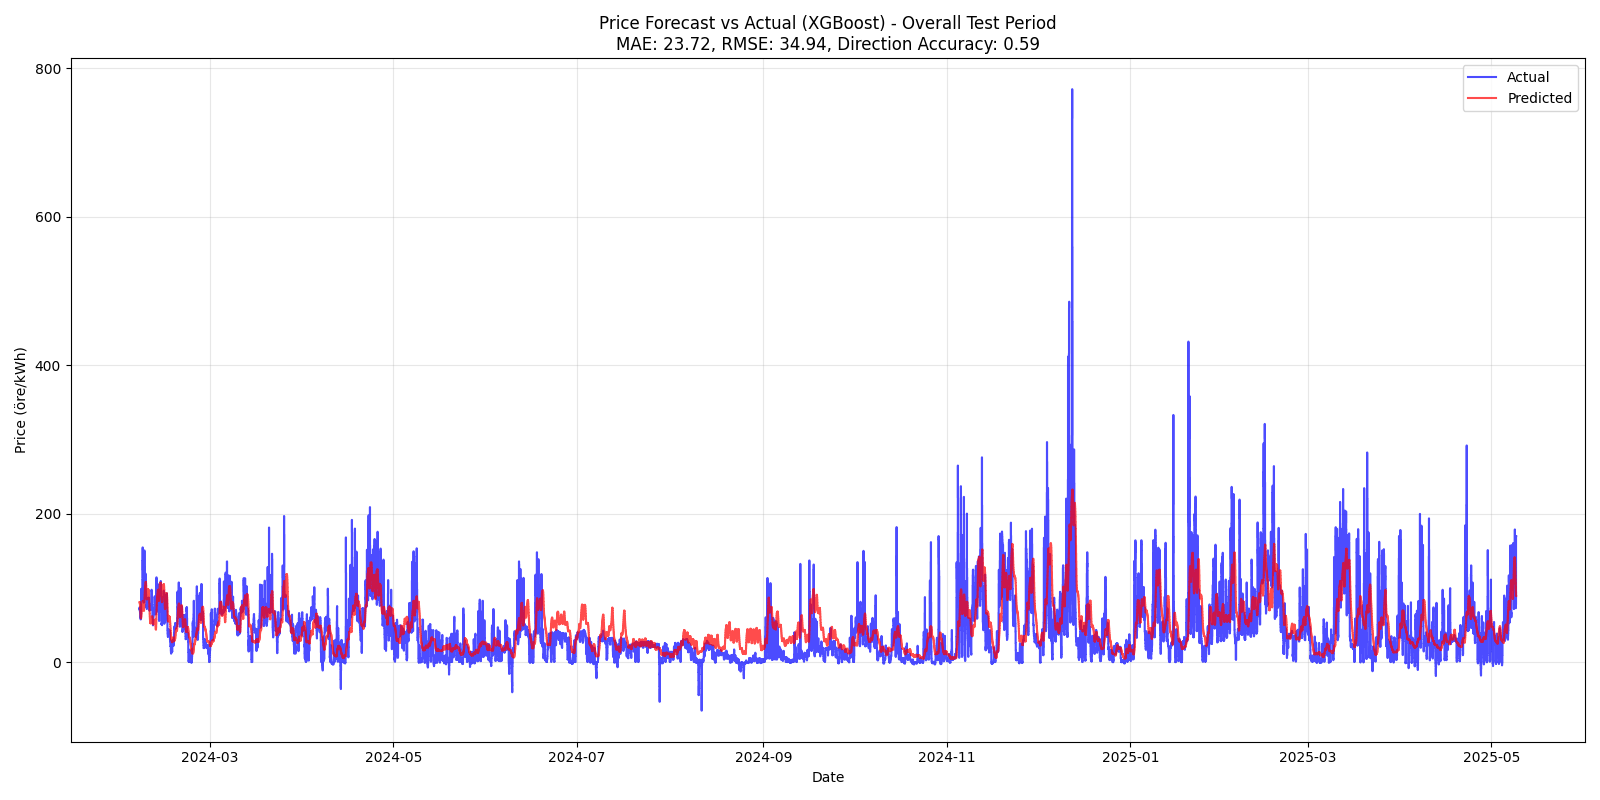 Price Forecast vs Actual (XGBoost) - Overall Test Period
MAE: 23.72, RMSE: 34.94, Direction Accuracy: 0.59
Actual
Predicted
Price (öre/kWh)
800
600
400
200
0
2024-03
2024-05
2024-07
2024-09
2024-11
2025-01
2025-03
2025-05
Date